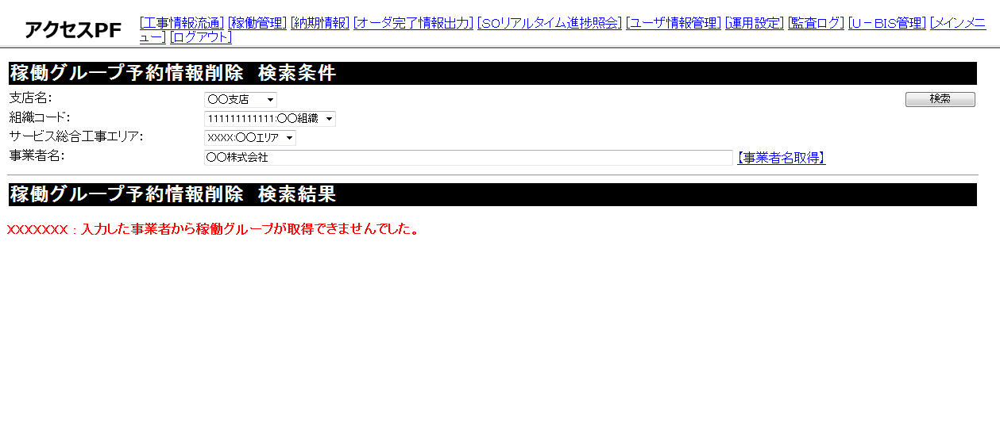 アクセスPF
[工事情報流通] [稼働管理] [納期情報] [オーダ完了情報出力] [SOリアルタイム進捗照会] [ユーザ情報管理] [運用設定] [監査ログ] [U－BIS管理] [メインメニ
ュー] [ログアウト]
稼働グループ予約情報削除　検索条件
支店名： 〇〇支店 検索
組織コード： 111111111111:〇〇組織
サービス総合工事エリア： XXXX:〇〇エリア
事業者名： 〇〇株式会社 【事業者名取得】
稼働グループ予約情報削除　検索結果
XXXXXXX：入力した事業者から稼働グループが取得できませんでした。